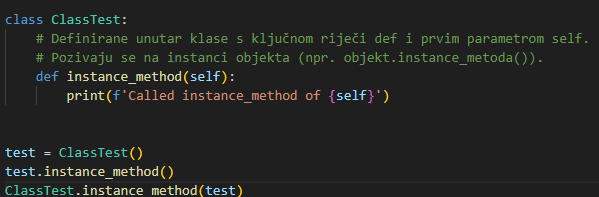 class ClassTest:
    # Definirane unutar klase s ključnom riječi def i prvim parametrom self.
    # Pozivaju se na instanci objekta (npr. objekt.instance_metoda()).
    def instance_method(self):
        print(f'Called instance_method of {self}')
test = ClassTest()
test.instance_method()
ClassTest.instance_method(test)